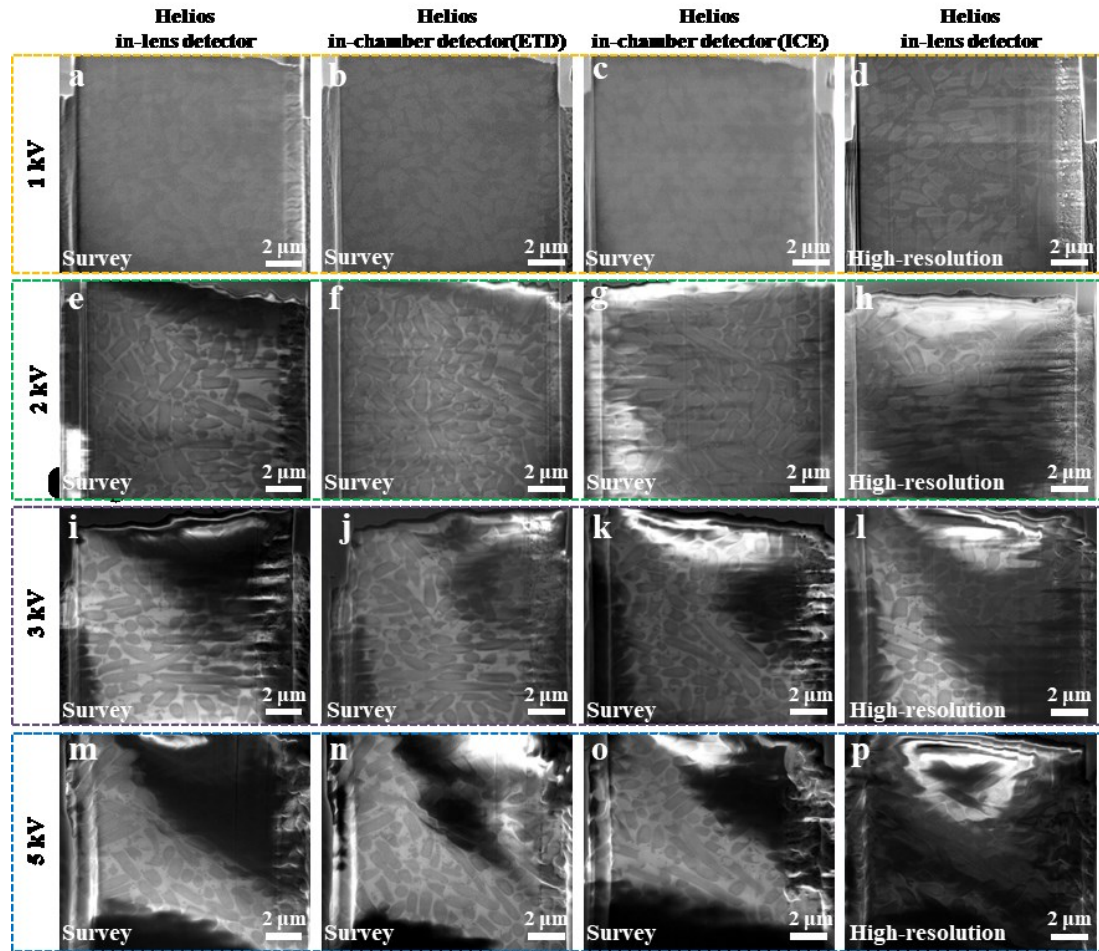 Helios
in-lens detector
Helios
in-chamber detector(ETD)
Helios
in-chamber detector (ICE)
Helios
in-lens detector
1 kV
a
Survey
2 μm
b
Survey
2 μm
c
Survey
2 μm
d
High-resolution
2 μm
2 kV
e
Survey
2 μm
f
Survey
2 μm
g
Survey
2 μm
h
High-resolution
2 μm
3 kV
i
Survey
2 μm
j
Survey
2 μm
k
Survey
2 μm
l
High-resolution
2 μm
5 kV
m
Survey
2 μm
n
Survey
2 μm
o
Survey
2 μm
p
High-resolution
2 μm